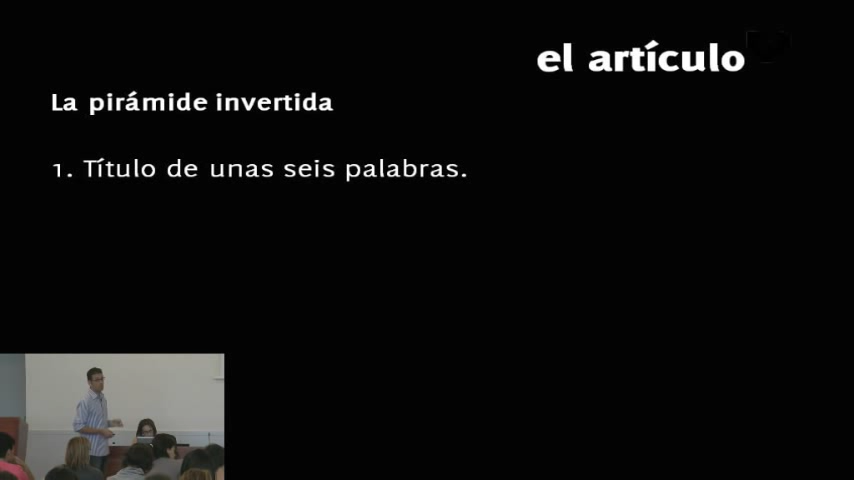 el artículo
La pirámide invertida
1. Título de unas seis palabras.